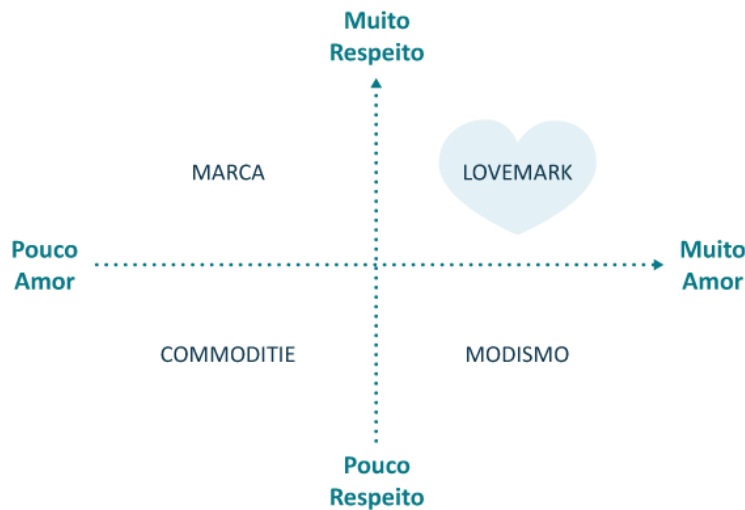 Muito
Respeito
MARCA
LOVEMARK
Pouco
Amor
Muito
Amor
COMMODITIE
MODISMO
Pouco
Respeito